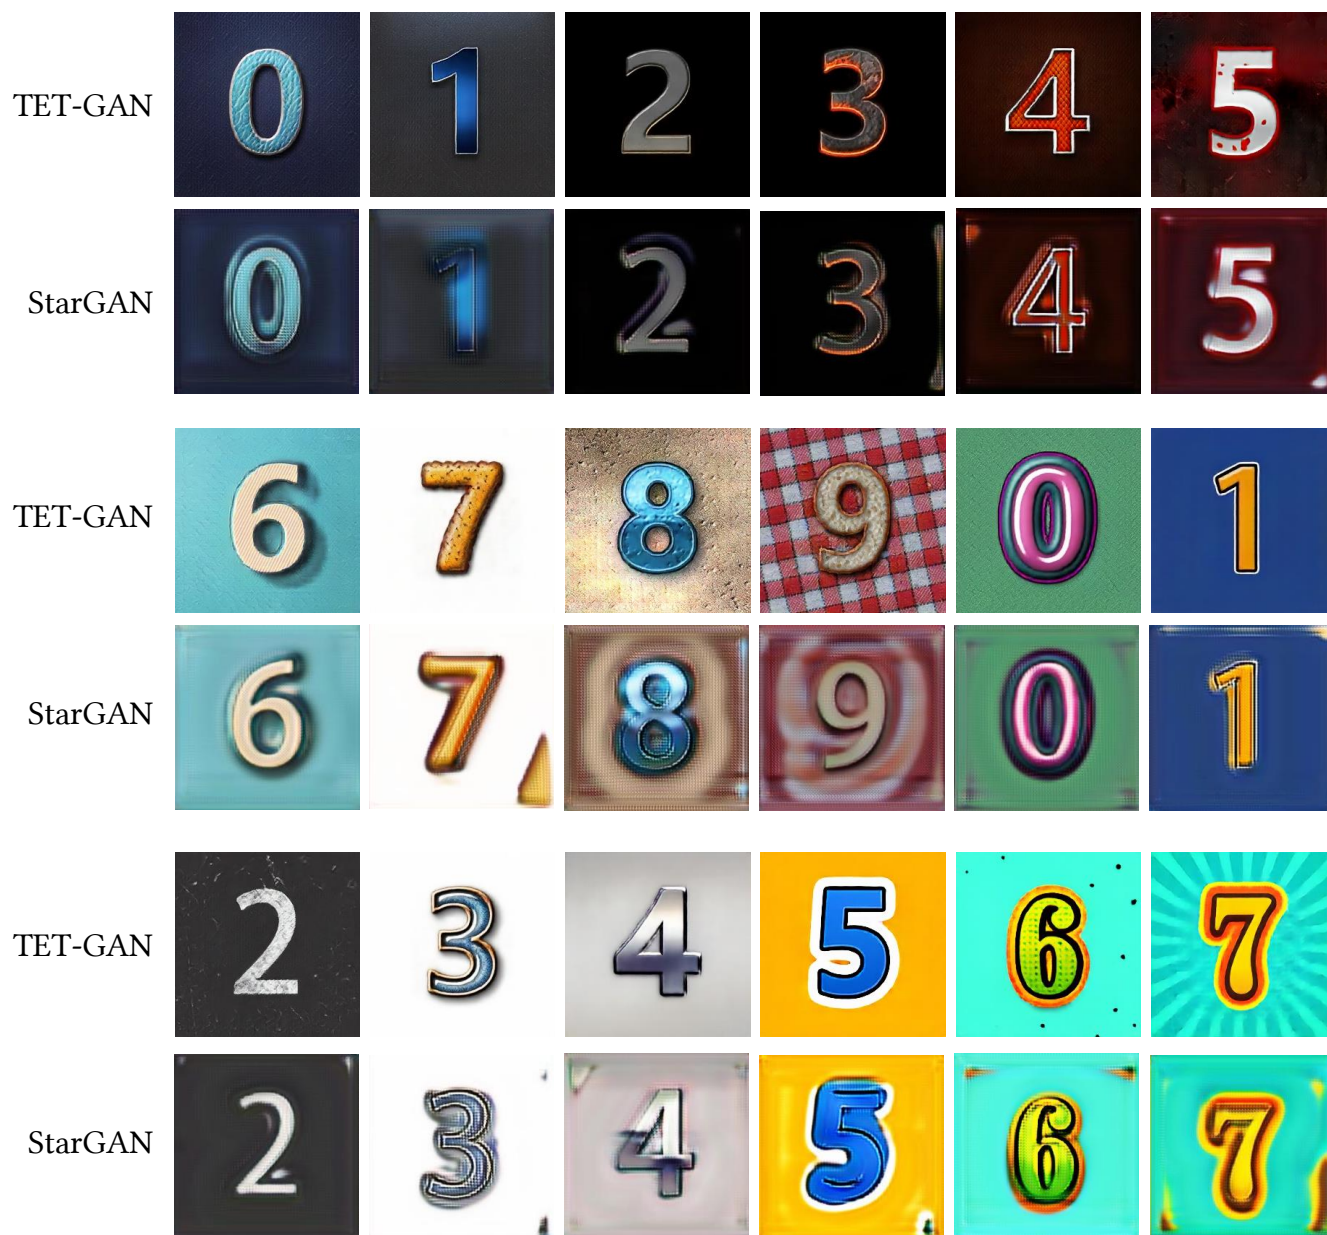 TET-GAN 0 1 2 3 4 5
StarGAN 0 1 2 3 4 5
TET-GAN 6 7 8 9 0 1
StarGAN 6 7 8 9 0 1
TET-GAN 2 3 4 5 6 7
StarGAN 2 3 4 5 6 7